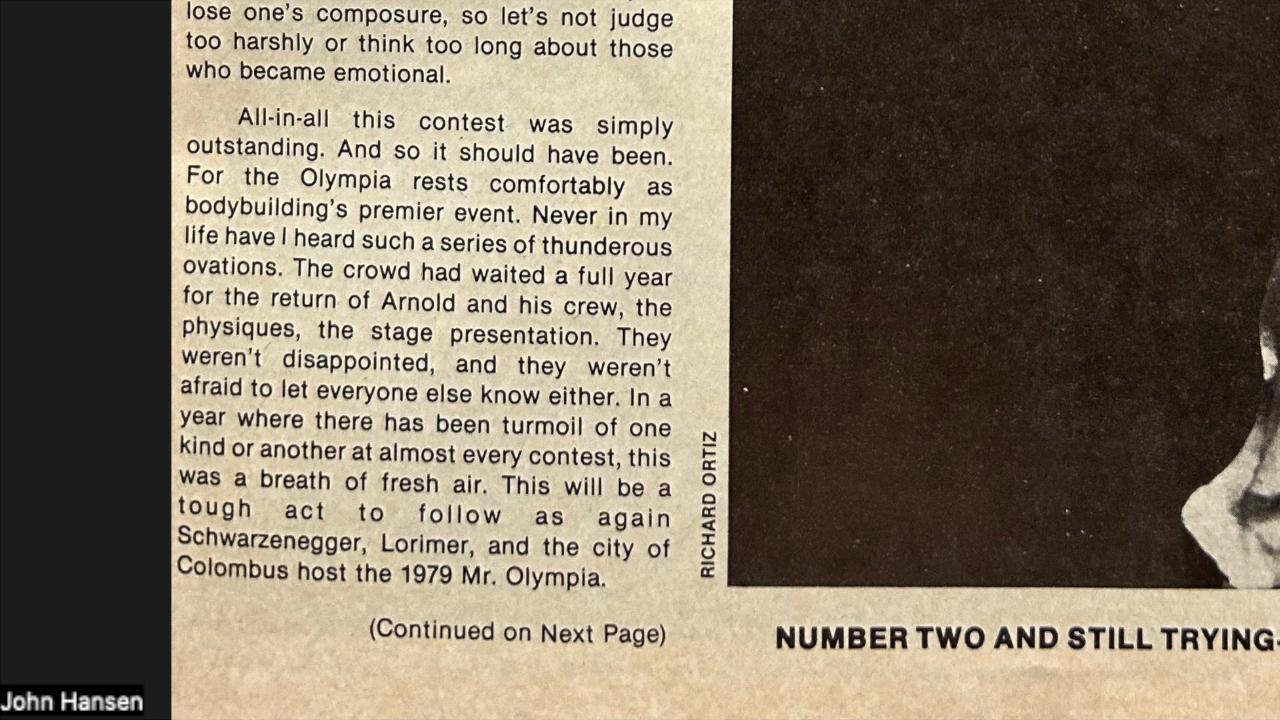 lose one's composure, so let's not judge
too harshly or think too long about those
who became emotional.
All-in-all this contest was simply
outstanding. And so it should have been.
For the Olympia rests comfortably as
bodybuilding's premier event. Never in my
life have I heard such a series of thunderous
ovations. The crowd had waited a full year
for the return of Arnold and his crew, the
physiques, the stage presentation. They
weren't disappointed, and they weren't
afraid to let everyone else know either. In a
year where there has been turmoil of one
kind or another at almost every contest, this
was a breath of fresh air. This will be a
tough act to follow as again
Schwarzenegger, Lorimer, and the city of
Colombus host the 1979 Mr. Olympia.
(Continued on Next Page)
RICHARD ORTIZ
NUMBER TWO AND STILL TRYING-
John Hansen